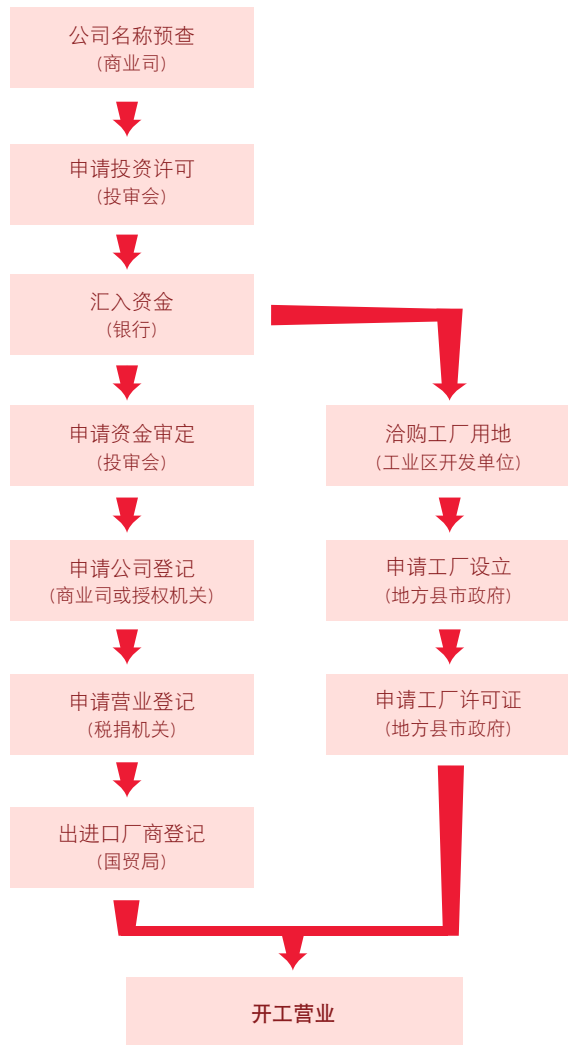 公司名称预查
(商业司)
申请投资许可
(投审会)
汇入资金
(银行)
申请资金审定
(投审会)
申请公司登记
(商业司或授权机关)
申请营业登记
(税捐机关)
出进口厂商登记
(国贸局)
洽购工厂用地
(工业区开发单位)
申请工厂设立
(地方县市政府)
申请工厂许可证
(地方县市政府)
开工营业